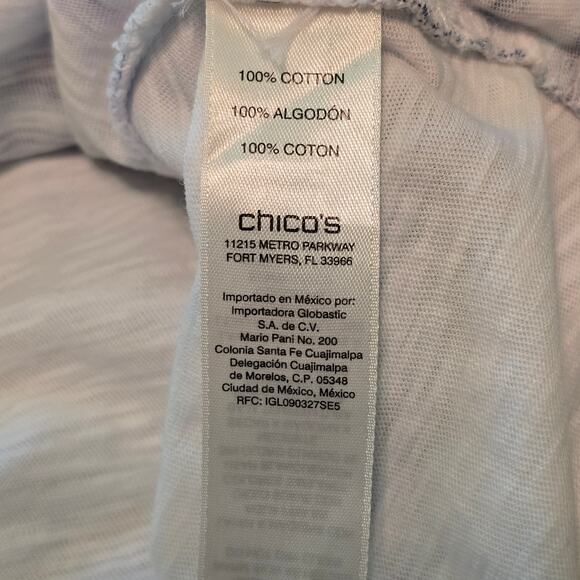 100% COTTON
100% ALGODÓN
100% COTON
chico's
11215 METRO PARKWAY
FORT MYERS, FL 33966
Importado en México por:
Importadora Globastic
S.A. de C.V.
Mario Pani No. 200
Colonia Santa Fe Cuajimalpa
Delegación Cuajimalpa
de Morelos, C.P. 05348
Ciudad de México, México
RFC: IGL090327SE5